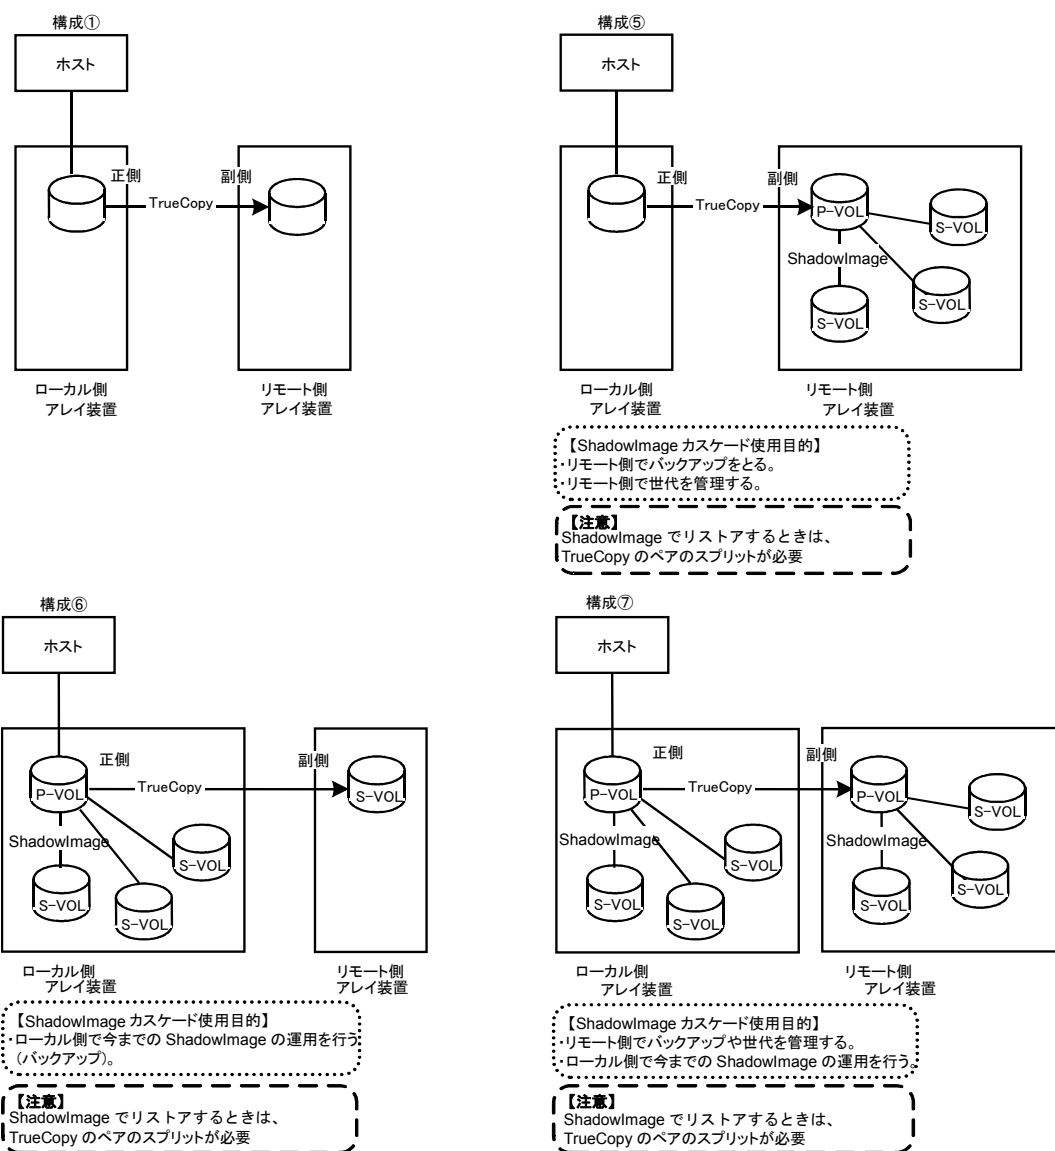 構成①
ホスト
正側
副側
TrueCopy
ローカル側
アレイ装置
リモート側
アレイ装置
構成⑤
ホスト
正側
副側
TrueCopy
P-VOL
S-VOL
ShadowImage
S-VOL
S-VOL
ローカル側
アレイ装置
リモート側
アレイ装置
【ShadowImage カスケード使用目的】
・リモート側でバックアップをとる。
・リモート側で世代を管理する。
【注意】
ShadowImage でリストアするときは、
TrueCopy のペアのスプリットが必要
構成⑥
ホスト
正側
副側
P-VOL
TrueCopy
S-VOL
ShadowImage
S-VOL
S-VOL
S-VOL
ローカル側
アレイ装置
リモート側
アレイ装置
【ShadowImage カスケード使用目的】
・ローカル側で今までの ShadowImage の運用を行う
（バックアップ）。
【注意】
ShadowImage でリストアするときは、
TrueCopy のペアのスプリットが必要
構成⑦
ホスト
正側
副側
P-VOL
TrueCopy
P-VOL
S-VOL
ShadowImage
ShadowImage
S-VOL
S-VOL
S-VOL
S-VOL
S-VOL
ローカル側
アレイ装置
リモート側
アレイ装置
【ShadowImage カスケード使用目的】
・リモート側でバックアップや世代を管理する。
・ローカル側で今までの ShadowImage の運用を行う。
【注意】
ShadowImage でリストアするときは、
TrueCopy のペアのスプリットが必要